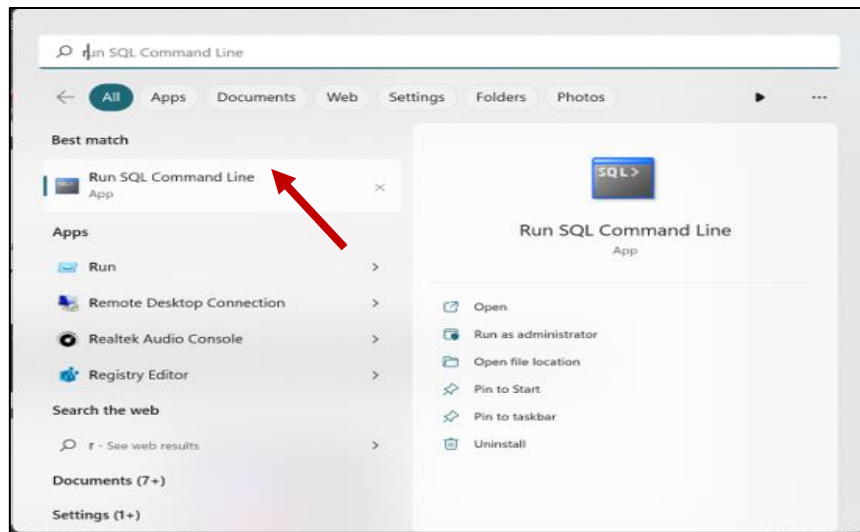 run SQL Command Line
All Apps Documents Web Settings Folders Photos
Best match
Run SQL Command Line
App
Apps
Run
Remote Desktop Connection
Realtek Audio Console
Registry Editor
Search the web
r - See web results
Documents (7+)
Settings (1+)
SQL>
Run SQL Command Line
App
Open
Run as administrator
Open file location
Pin to Start
Pin to taskbar
Uninstall